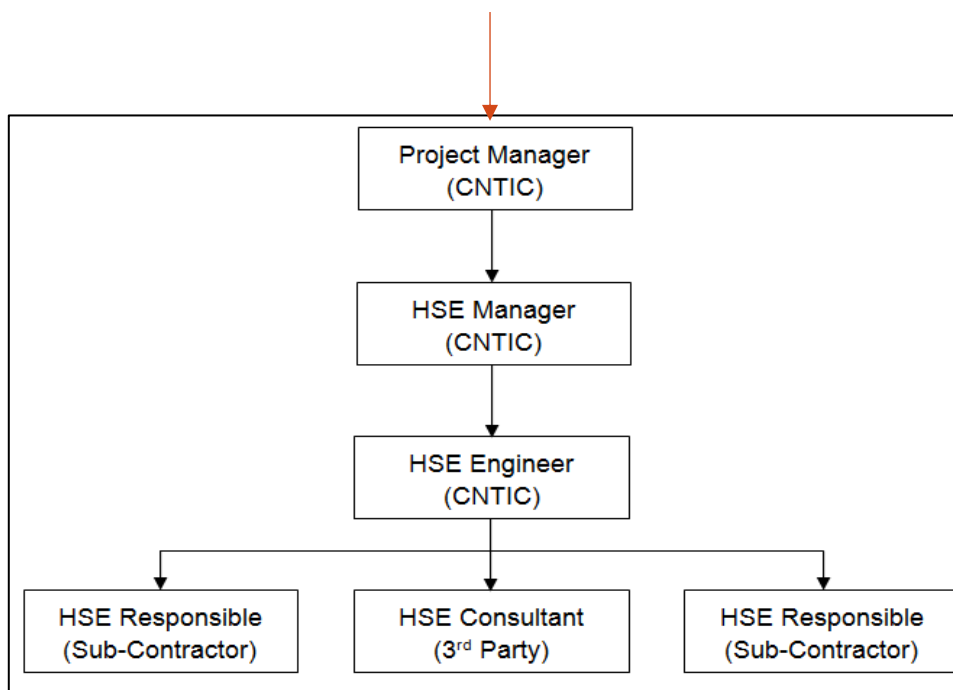 Project Manager
(CNTIC)
HSE Manager
(CNTIC)
HSE Engineer
(CNTIC)
HSE Responsible
(Sub-Contractor)
HSE Consultant
(3rd Party)
HSE Responsible
(Sub-Contractor)